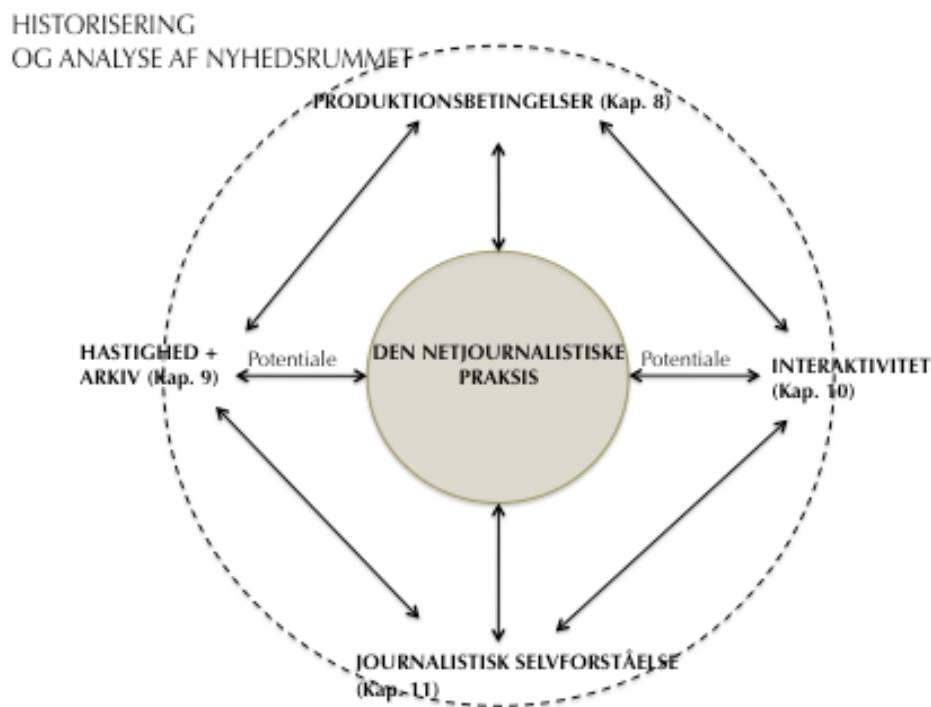 HISTORISERING
OG ANALYSE AF NYHEDSRUMMET
PRODUKTIONSBETINGELSER (Kap. 8)
HASTIGHED +
ARKIV (Kap. 9)
Potentiale
DEN NETJOURNALISTISKE
PRAKSIS
Potentiale
INTERAKTIVITET
(Kap. 10)
JOURNALISTISK SELVFORSTÅELSE
(Kap. 11)